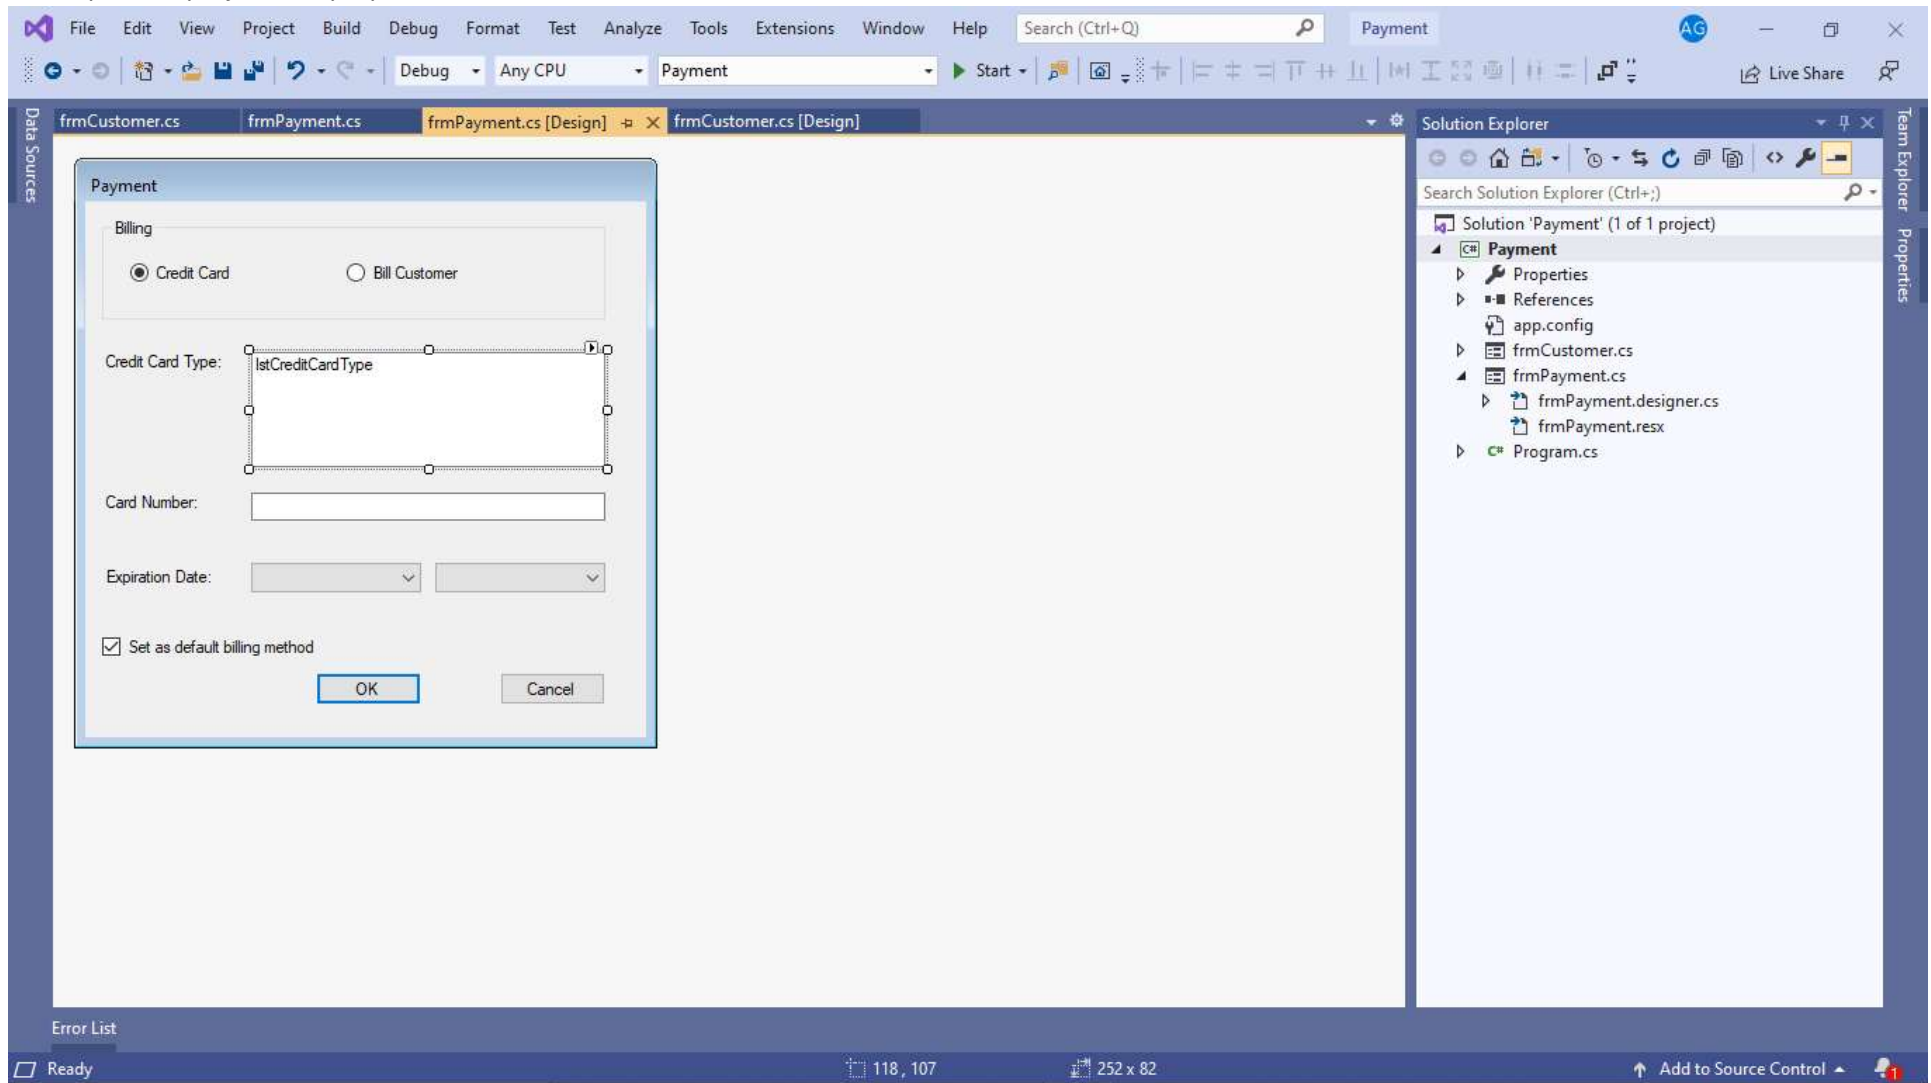 File Edit View Project Build Debug Format Test Analyze Tools Extensions Window Help Search (Ctrl+Q) Payment AG
Debug Any CPU Payment Start Live Share
Data Sources
frmCustomer.cs frmPayment.cs frmPayment.cs [Design] frmCustomer.cs [Design]
Payment
Billing
Credit Card Bill Customer
Credit Card Type: lstCreditCardType
Card Number:
Expiration Date:
Set as default billing method
OK Cancel
Solution Explorer
Search Solution Explorer (Ctrl+;)
Solution 'Payment' (1 of 1 project)
C# Payment
Properties
References
app.config
frmCustomer.cs
frmPayment.cs
frmPayment.designer.cs
frmPayment.resx
C# Program.cs
Team Explorer
Properties
Error List
Ready 118 , 107 252 x 82 Add to Source Control 1